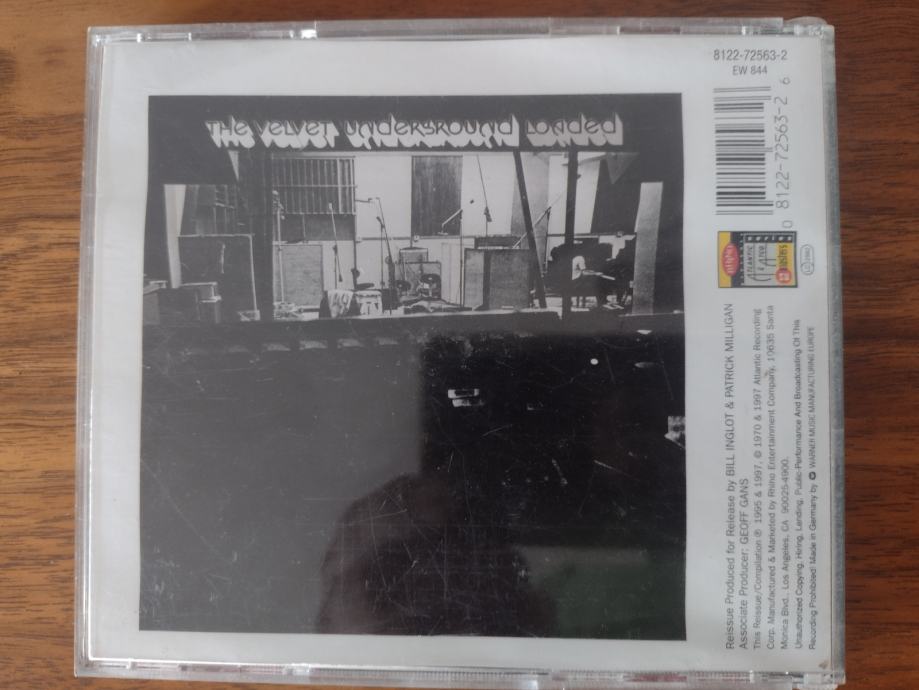 8122-72563-2
EW 844
THE VELVET UNDERGROUND LOADED
0 8122-72563-2 6
Reissue Produced for Release by BILL INGLOT & PATRICK MILLIGAN
Associate Producer: GEOFF GANS
This Reissue/Compilation ℗ 1995 & 1997, © 1970 & 1997 Atlantic Recording
Corp. Manufactured & Marketed by Rhino Entertainment Company, 10635 Santa
Monica Blvd., Los Angeles, CA 90025-4900.
Unauthorized Copying, Hiring, Lending, Public Performance And Broadcasting Of This
Recording Prohibited! Made in Germany by WARNER MUSIC MANUFACTURING EUROPE